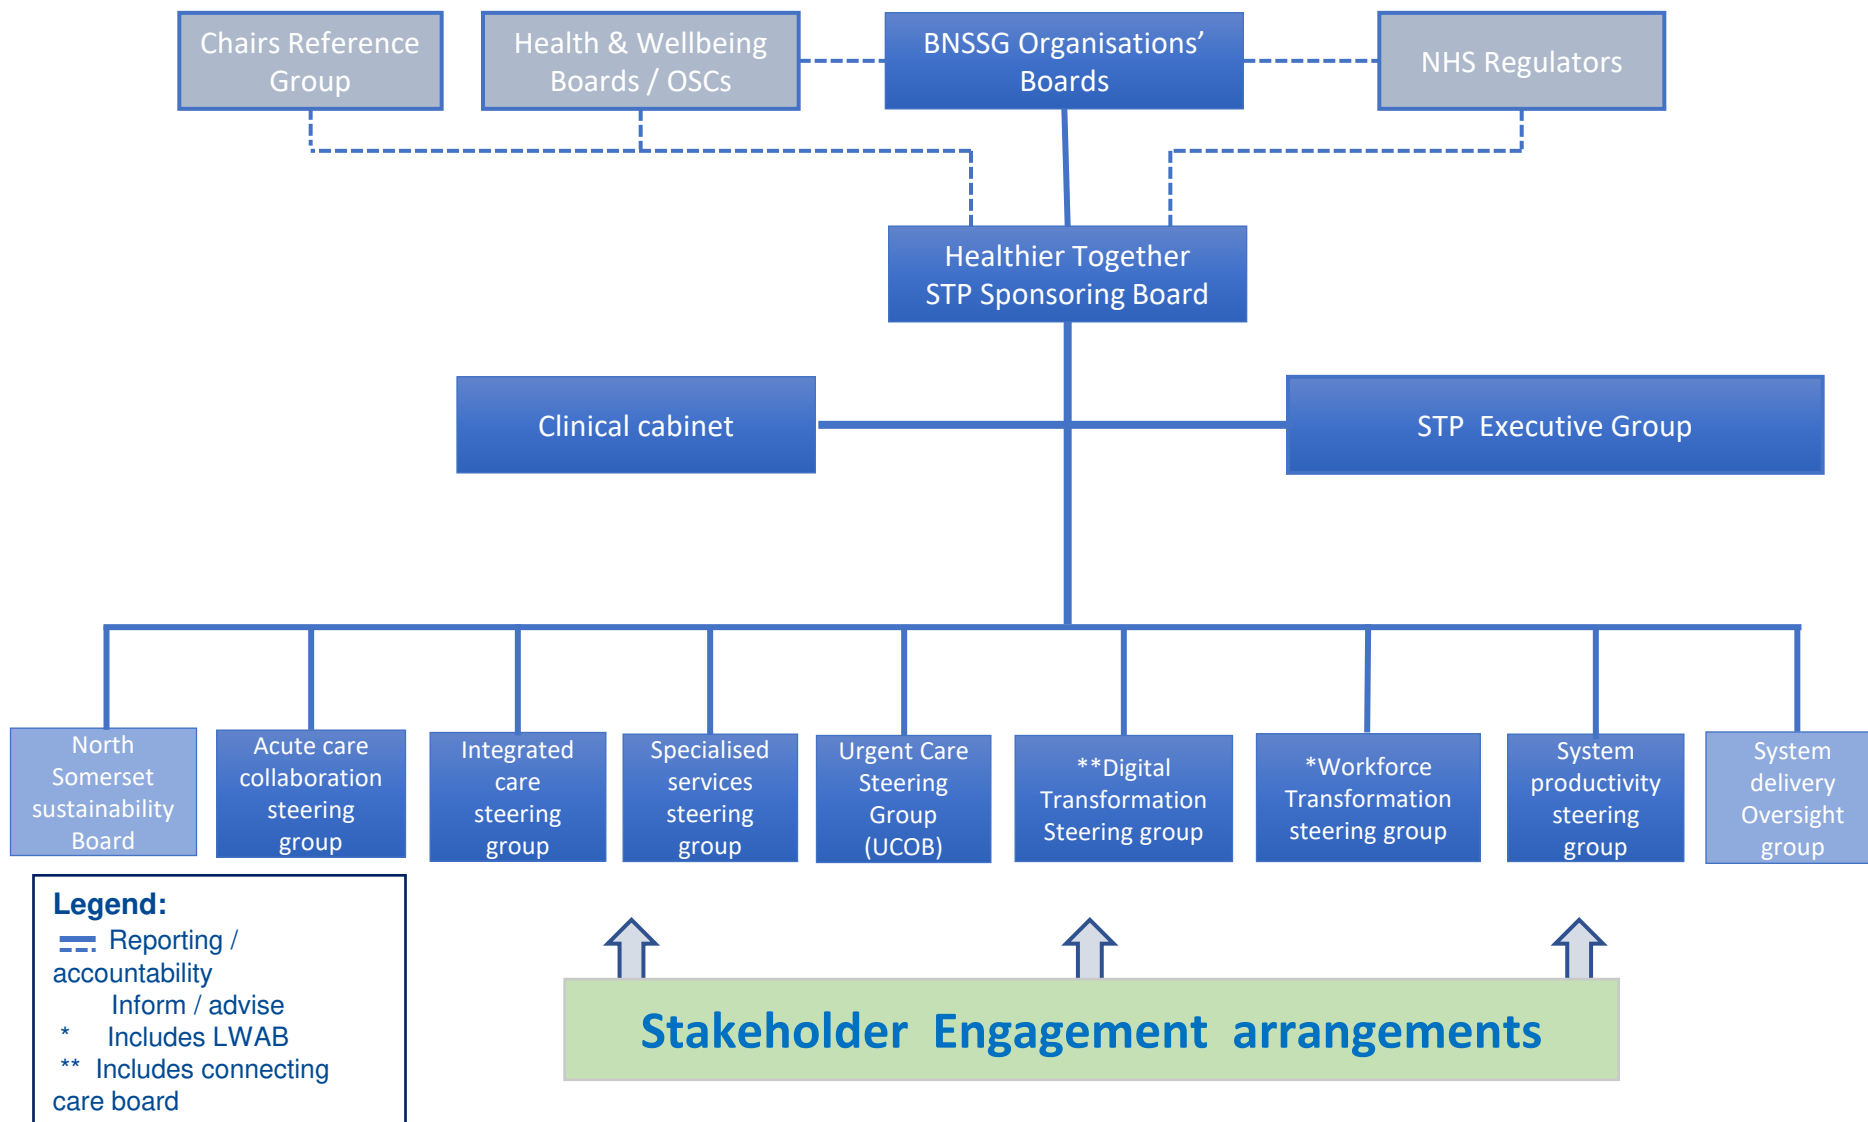 Chairs Reference
Group
Health & Wellbeing
Boards / OSCs
BNSSG Organisations’
Boards
NHS Regulators
Healthier Together
STP Sponsoring Board
Clinical cabinet
STP Executive Group
North
Somerset
sustainability
Board
Acute care
collaboration
steering
group
Integrated
care
steering
group
Specialised
services
steering
group
Urgent Care
Steering
Group
(UCOB)
**Digital
Transformation
Steering group
*Workforce
Transformation
steering group
System
productivity
steering
group
System
delivery
Oversight
group
Legend:
Reporting /
accountability
Inform / advise
* Includes LWAB
** Includes connecting
care board
Stakeholder Engagement arrangements